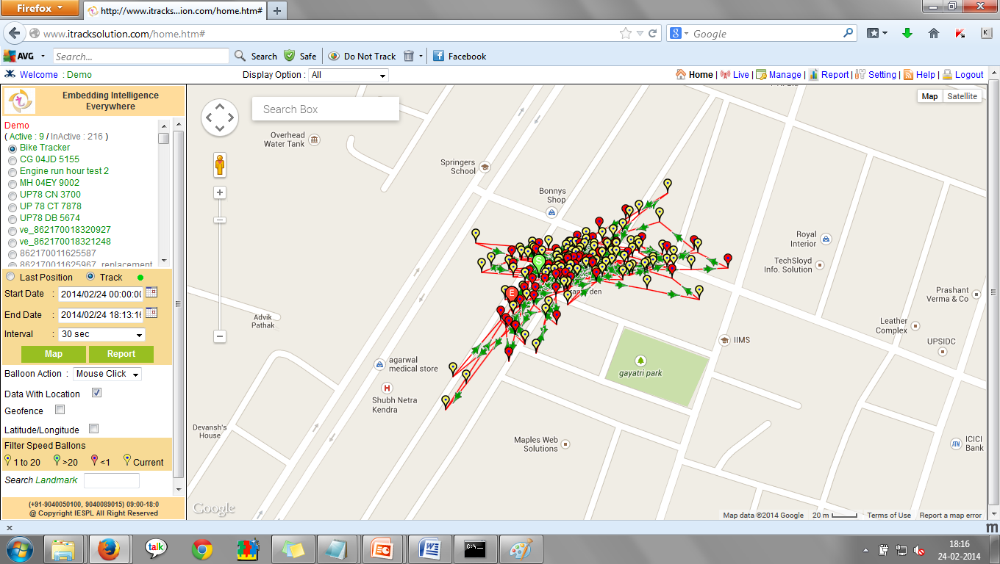 Firefox
http://www.itracks...ion.com/home.htm#
www.itracksolution.com/home.htm#
Google
K
AVG
Search...
Search
Safe
Do Not Track
Facebook
Welcome : Demo
Display Option : All
Home | Live | Manage | Report | Setting | Help | Logout
Embedding Intelligence
Everywhere
Demo
( Active : 9 / InActive : 216 )
Bike Tracker
CG 04JD 5155
Engine run hour test 2
MH 04EY 9002
UP78 CN 3700
UP 78 CT 7878
UP78 DB 5674
ve_862170018320927
ve_862170018321248
862170011625587
862170011625967_replacement
Last Position
Track
Start Date : 2014/02/24 00:00:00
End Date : 2014/02/24 18:13:16
Interval : 30 sec
Map
Report
Balloon Action : Mouse Click
Data With Location
Geofence
Latitude/Longitude
Filter Speed Ballons
1 to 20
>20
<1
Current
Search Landmark
(+91-9040050100, 9040089015) 09:00-18:0
@ Copyright IESPL All Right Reserved
Search Box
Map
Satellite
Overhead
Water Tank
Springers
School
Bonnys
Shop
Royal
Interior
TechSloyd
Info. Solution
Prashant
Verma & Co
Advik
Pathak
S
E
Leather
Complex
UPSIDC
IIMS
agarwal
medical store
gayatri park
H
Shubh Netra
Kendra
Devansh's
House
Maples Web
Solutions
ATM
ICICI
Bank
Google
Map data ©2014 Google
20 m
Terms of Use
Report a map error
x
m
talk
C:\_
P
W
18:16
24-02-2014